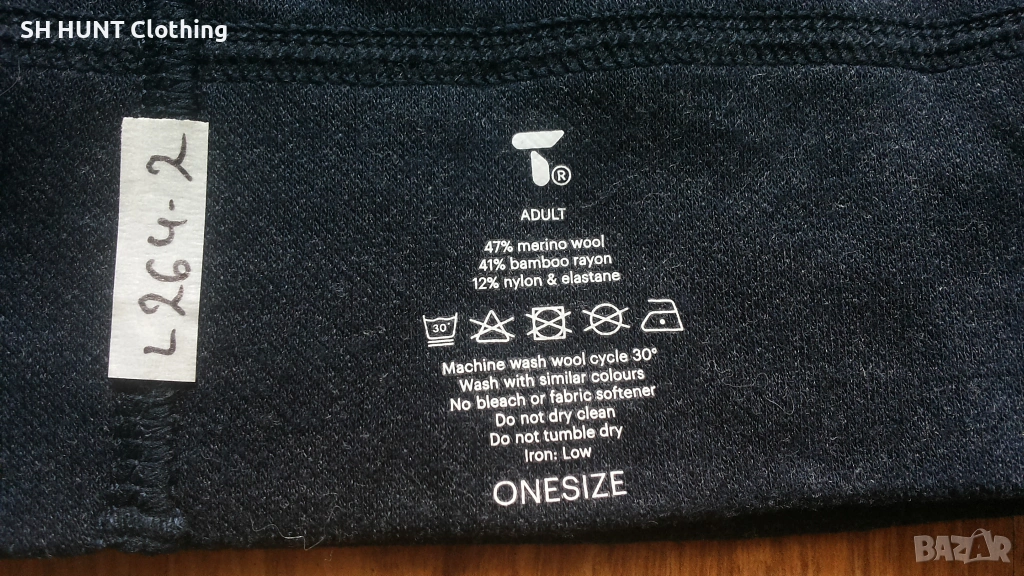 SH HUNT Clothing
L264-2
T®
ADULT
47% merino wool
41% bamboo rayon
12% nylon & elastane
30°
Machine wash wool cycle 30°
Wash with similar colours
No bleach or fabric softener
Do not dry clean
Do not tumble dry
Iron: Low
ONESIZE
BAZAR